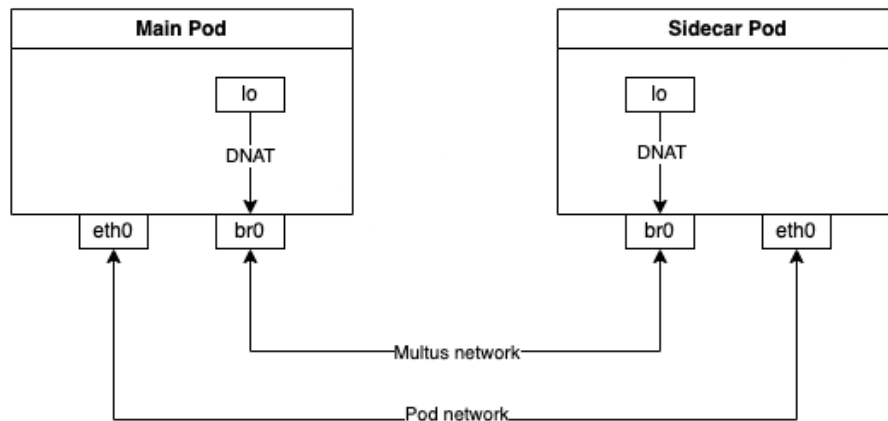 Main Pod
Sidecar Pod
lo
lo
DNAT
DNAT
eth0
br0
br0
eth0
Multus network
Pod network